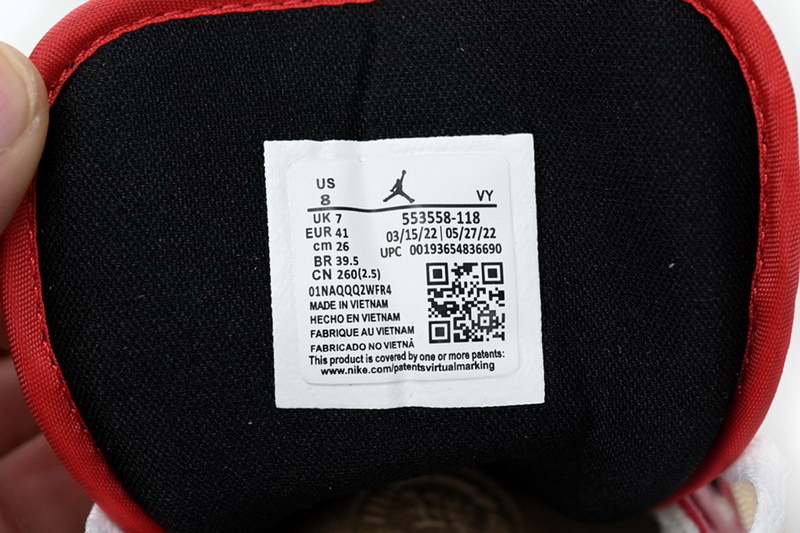 US
8 VY
UK 7 553558-118
EUR 41 03/15/22 | 05/27/22
cm 26 UPC 00193654836690
BR 39.5
CN 260(2.5)
01NAQQQ2WFR4
MADE IN VIETNAM
HECHO EN VIETNAM
FABRIQUE AU VIETNAM
FABRICADO NO VIETNÃ
This product is covered by one or more patents:
www.nike.com/patentsvirtualmarking